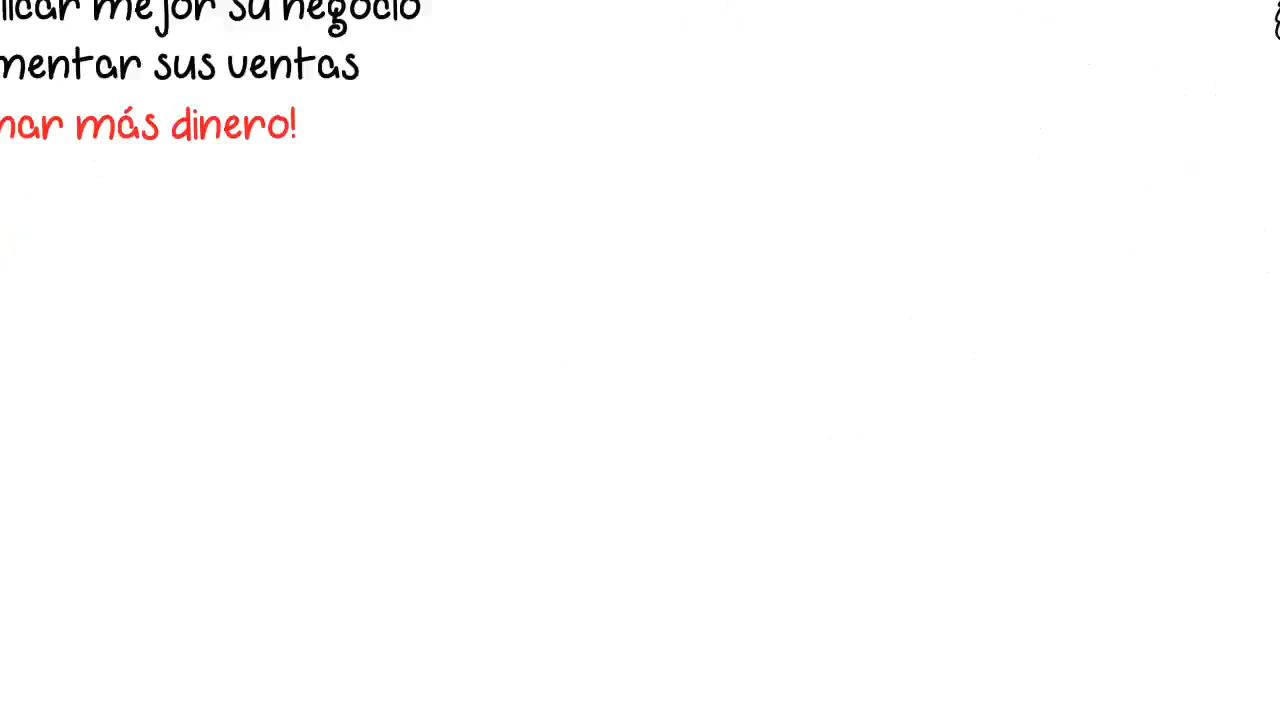 licar mejor su negocio
mentar sus ventas
nar más dinero!